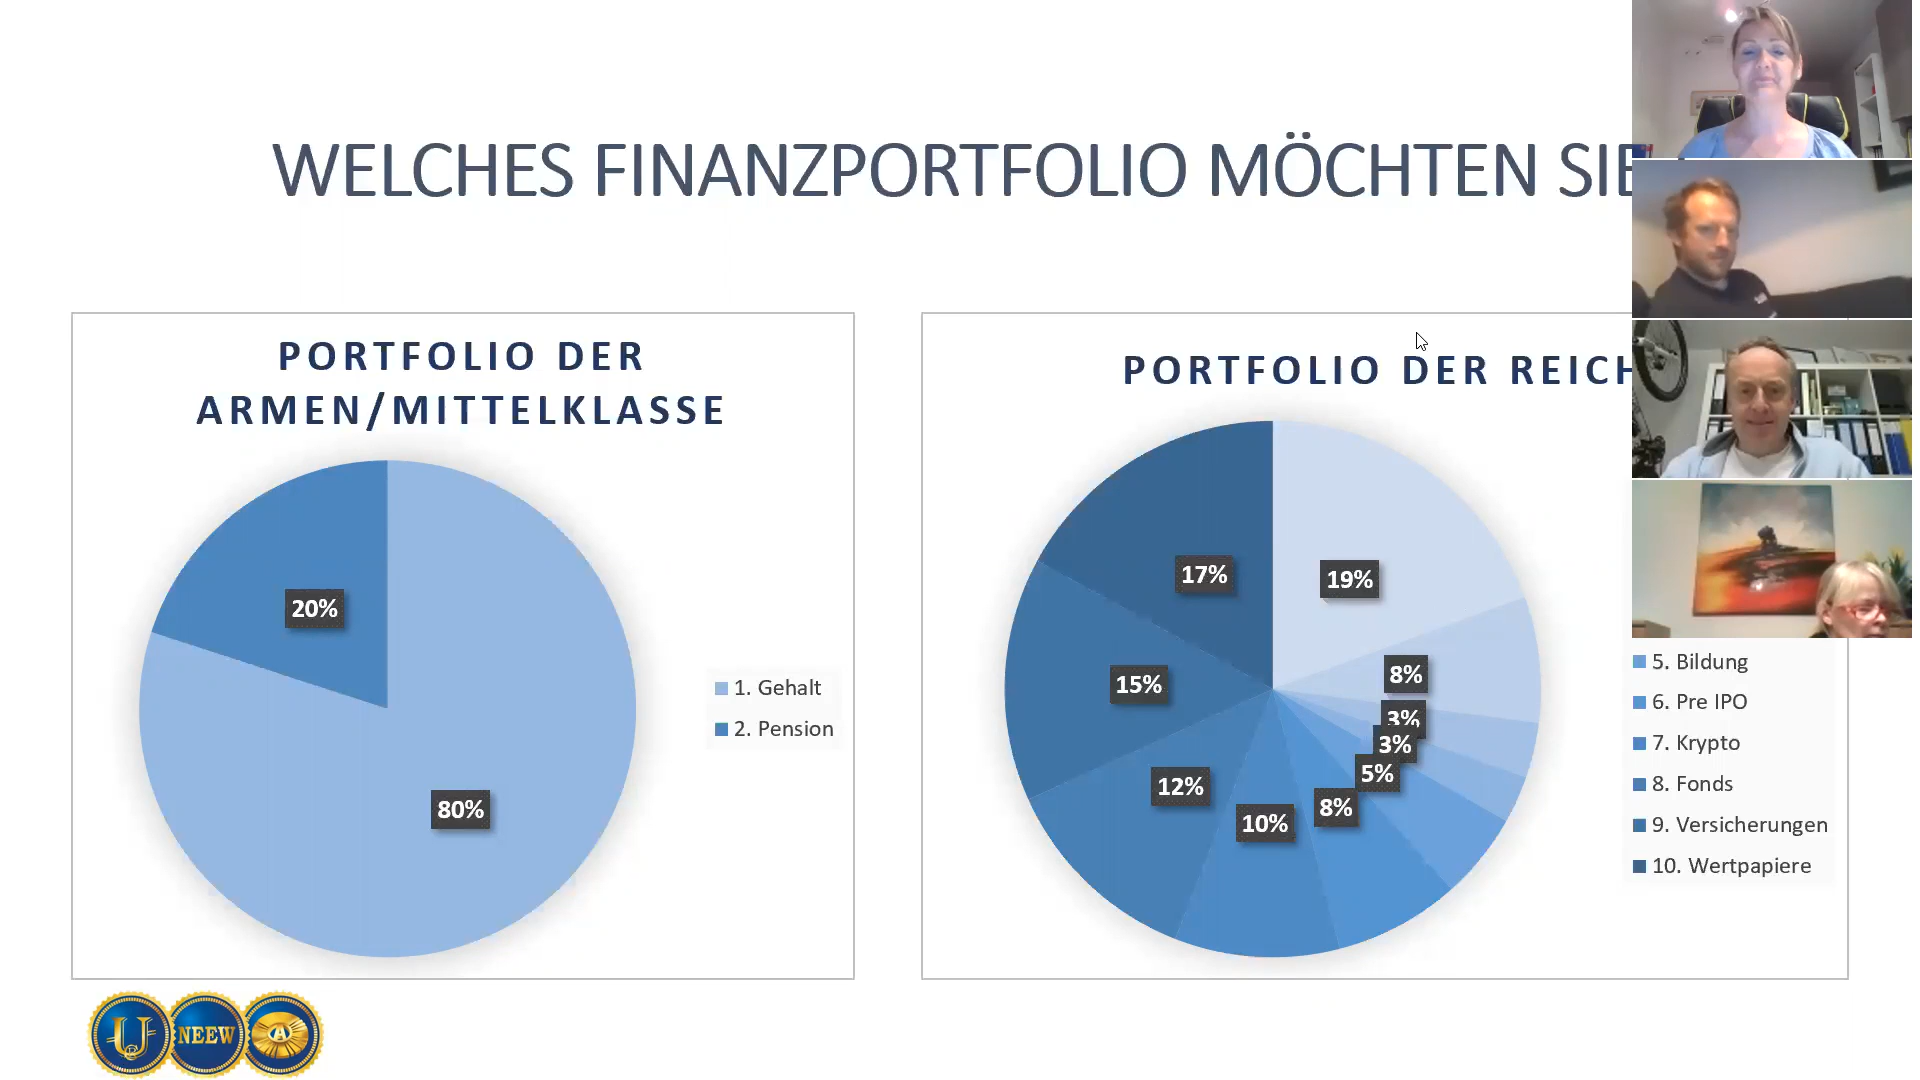 WELCHES FINANZPORTFOLIO MÖCHTEN SIE
PORTFOLIO DER
ARMEN/MITTELKLASSE
20%
80%
1. Gehalt
2. Pension
PORTFOLIO DER REICH
17%
19%
15%
8%
3%
3%
5%
12%
8%
10%
5. Bildung
6. Pre IPO
7. Krypto
8. Fonds
9. Versicherungen
10. Wertpapiere
U
NEEW
A